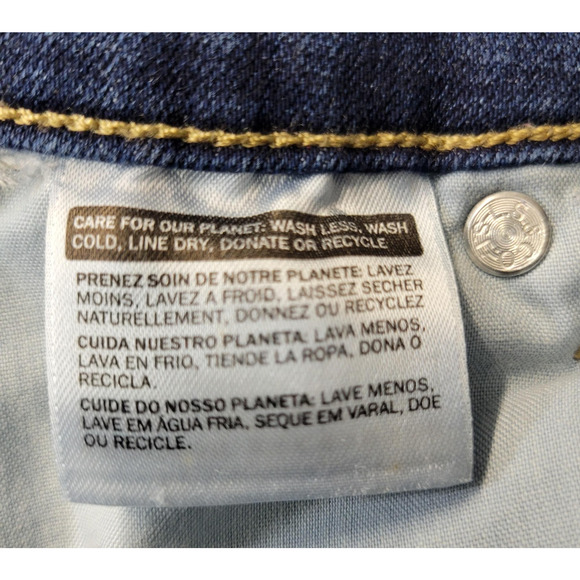 CARE FOR OUR PLANET: WASH LESS, WASH
COLD, LINE DRY, DONATE OR RECYCLE
PRENEZ SOIN DE NOTRE PLANETE: LAVEZ
MOINS, LAVEZ A FROID, LAISSEZ SECHER
NATURELLEMENT, DONNEZ OU RECYCLEZ
CUIDA NUESTRO PLANETA: LAVA MENOS,
LAVA EN FRIO, TIENDE LA ROPA, DONA O
RECICLA.
CUIDE DO NOSSO PLANETA: LAVE MENOS,
LAVE EM ÀGUA FRIA, SEQUE EM VARAL, DOE
OU RECICLE.